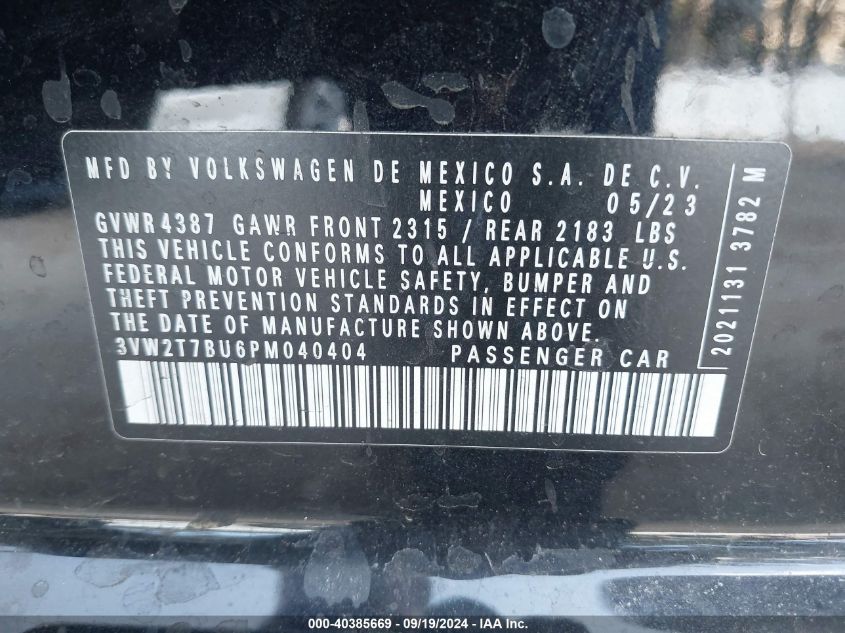 MFD BY VOLKSWAGEN DE MEXICO S.A. DE C.V.
MEXICO 05/23
GVWR4387 GAWR FRONT 2315 / REAR 2183 LBS
THIS VEHICLE CONFORMS TO ALL APPLICABLE U.S.
FEDERAL MOTOR VEHICLE SAFETY, BUMPER AND
THEFT PREVENTION STANDARDS IN EFFECT ON
THE DATE OF MANUFACTURE SHOWN ABOVE.
3VW2T7BU6PM040404 PASSENGER CAR
2021131 3782 M
000-40385669 - 09/19/2024 - IAA Inc.